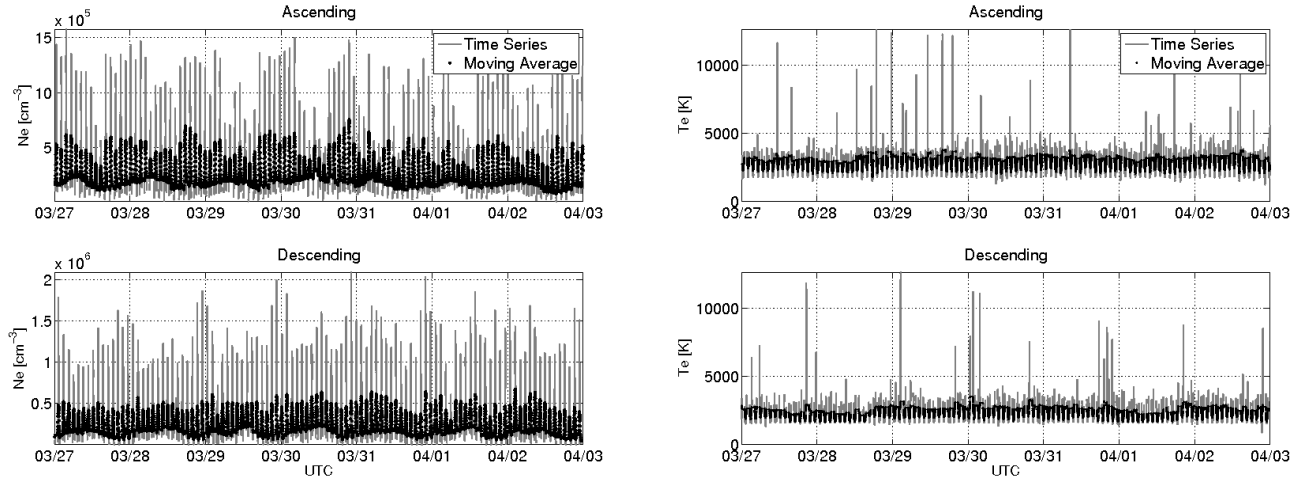 Ascending
x 10⁵
15
10
5
Ne [cm⁻³]
Time Series
Moving Average
03/27 03/28 03/29 03/30 03/31 04/01 04/02 04/03
Ascending
10000
5000
0
Te [K]
Time Series
Moving Average
03/27 03/28 03/29 03/30 03/31 04/01 04/02 04/03
Descending
x 10⁶
2
1.5
1
0.5
Ne [cm⁻³]
03/27 03/28 03/29 03/30 03/31 04/01 04/02 04/03
UTC
Descending
10000
5000
0
Te [K]
03/27 03/28 03/29 03/30 03/31 04/01 04/02 04/03
UTC